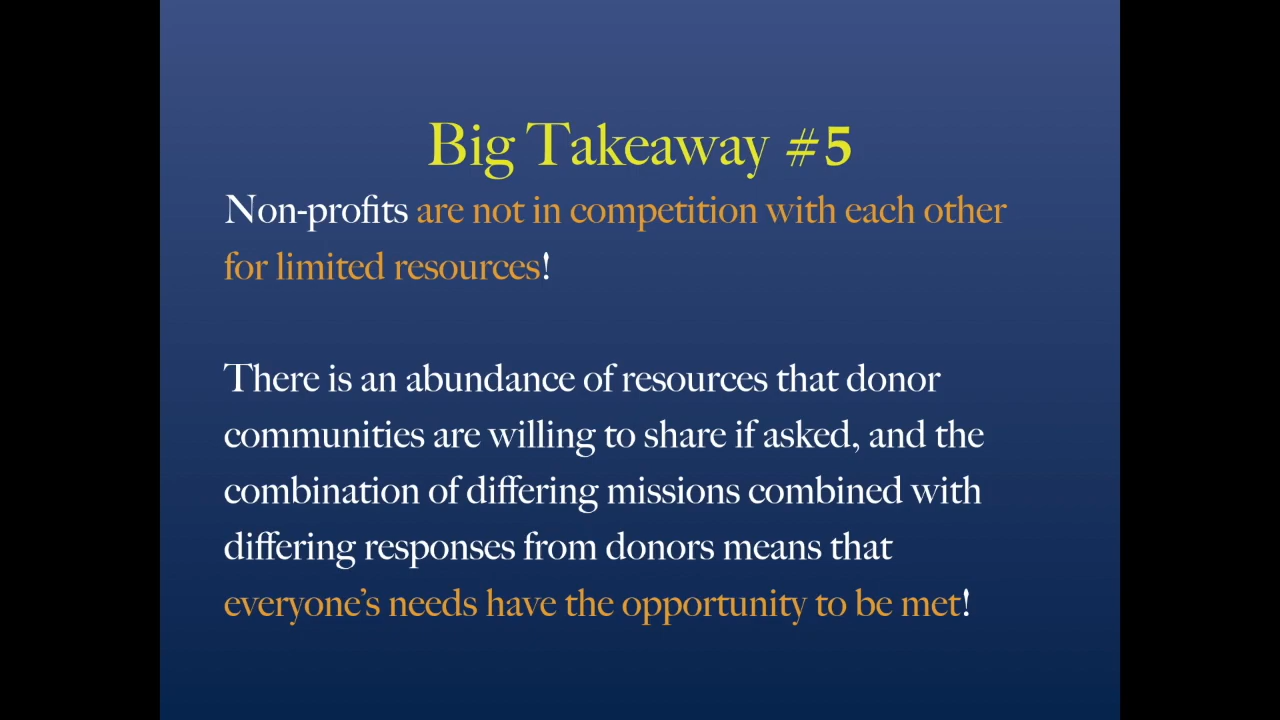 Big Takeaway #5
Non-profits are not in competition with each other
for limited resources!
There is an abundance of resources that donor
communities are willing to share if asked, and the
combination of differing missions combined with
differing responses from donors means that
everyone’s needs have the opportunity to be met!